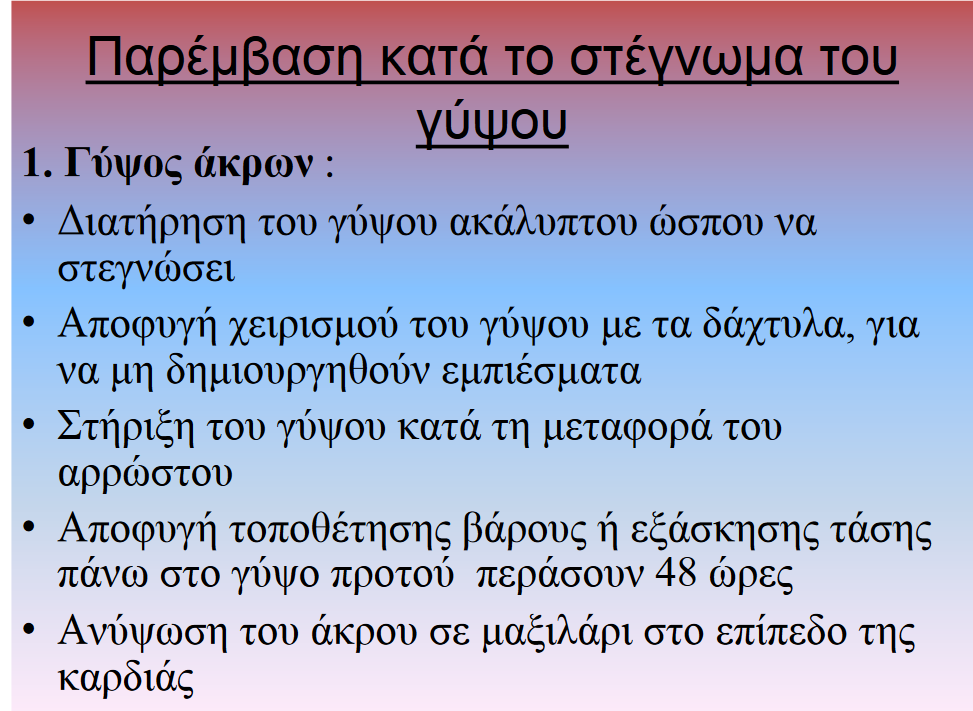 Παρέμβαση κατά το στέγνωμα του
γύψου
1. Γύψος άκρων :
• Διατήρηση του γύψου ακάλυπτου ώσπου να
στεγνώσει
• Αποφυγή χειρισμού του γύψου με τα δάχτυλα, για
να μη δημιουργηθούν εμπιέσματα
• Στήριξη του γύψου κατά τη μεταφορά του
αρρώστου
• Αποφυγή τοποθέτησης βάρους ή εξάσκησης τάσης
πάνω στο γύψο προτού περάσουν 48 ώρες
• Ανύψωση του άκρου σε μαξιλάρι στο επίπεδο της
καρδιάς